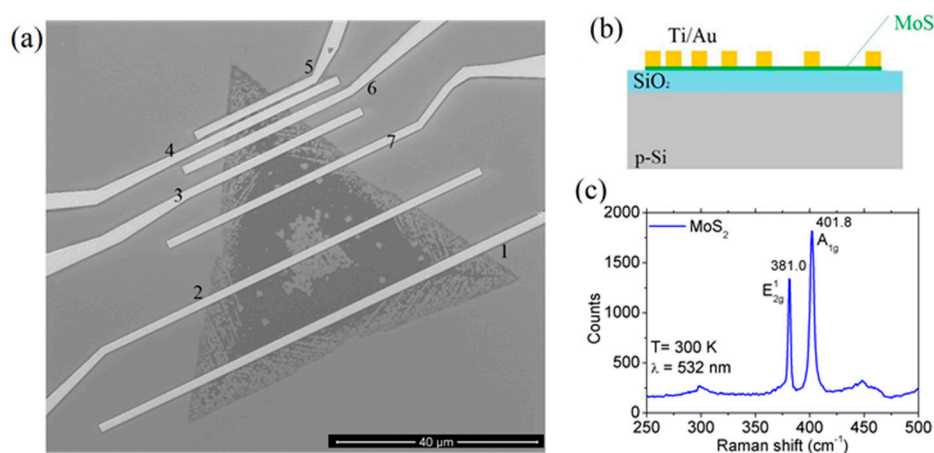 (a)
5
6
4
7
3
1
2
40 µm
(b)
Ti/Au
MoS
SiO₂
p-Si
(c)
2000
1500
1000
500
0
Counts
MoS₂
401.8
A₁g
381.0
E¹₂g
T= 300 K
λ = 532 nm
250 300 350 400 450 500
Raman shift (cm⁻¹)